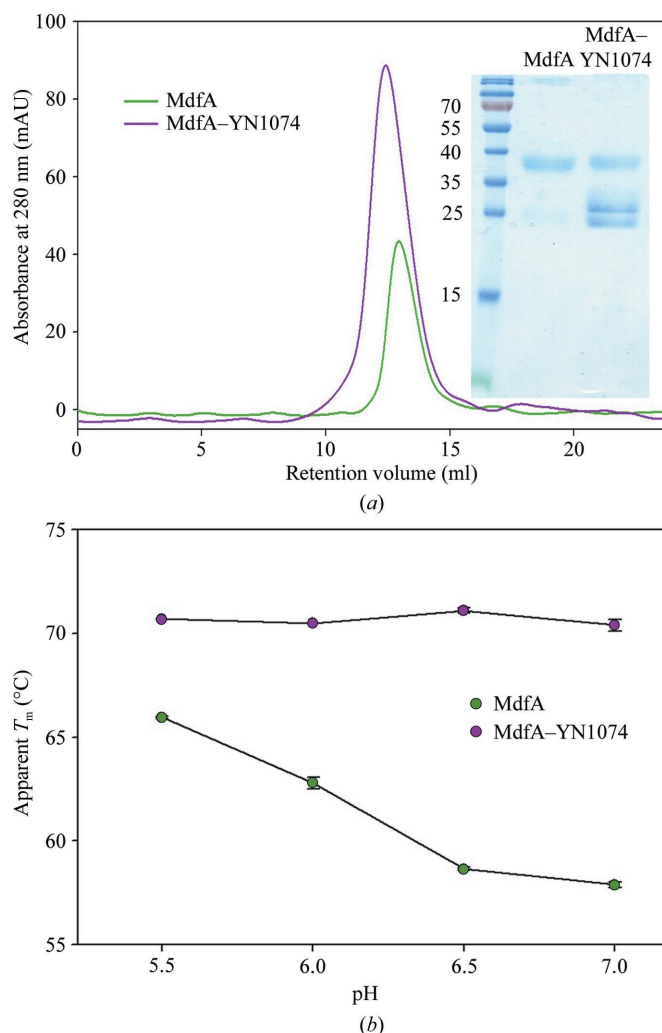 100
80
60
40
20
0
Absorbance at 280 nm (mAU)
MdfA
MdfA–YN1074
MdfA–
MdfA YN1074
70
55
40
35
25
15
0 5 10 15 20
Retention volume (ml)
(a)
75
70
65
60
55
Apparent Tm (°C)
MdfA
MdfA–YN1074
5.5 6.0 6.5 7.0
pH
(b)